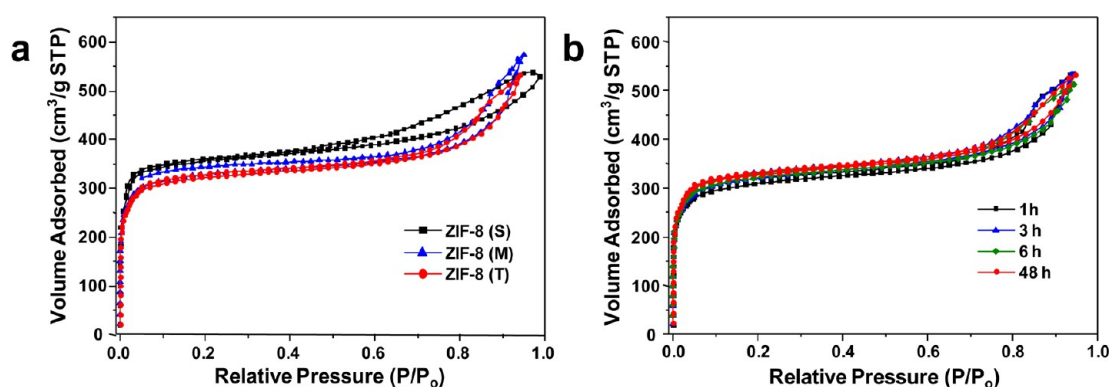 a
Volume Adsorbed (cm³/g STP)
600
500
400
300
200
100
0
ZIF-8 (S)
ZIF-8 (M)
ZIF-8 (T)
0.0 0.2 0.4 0.6 0.8 1.0
Relative Pressure (P/P₀)
b
Volume Adsorbed (cm³/g STP)
600
500
400
300
200
100
0
1 h
3 h
6 h
48 h
0.0 0.2 0.4 0.6 0.8 1.0
Relative Pressure (P/P₀)